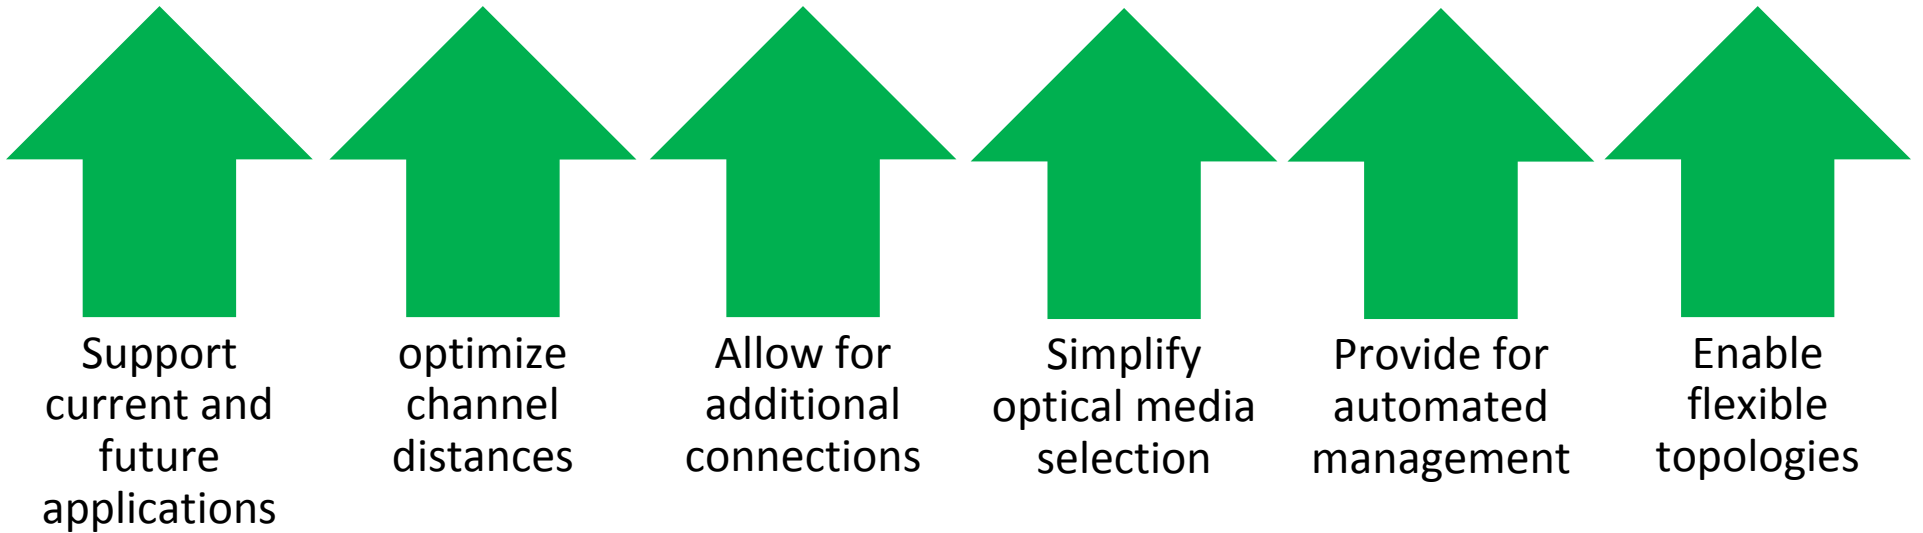 Support
current and
future
applications
optimize
channel
distances
Allow for
additional
connections
Simplify
optical media
selection
Provide for
automated
management
Enable
flexible
topologies